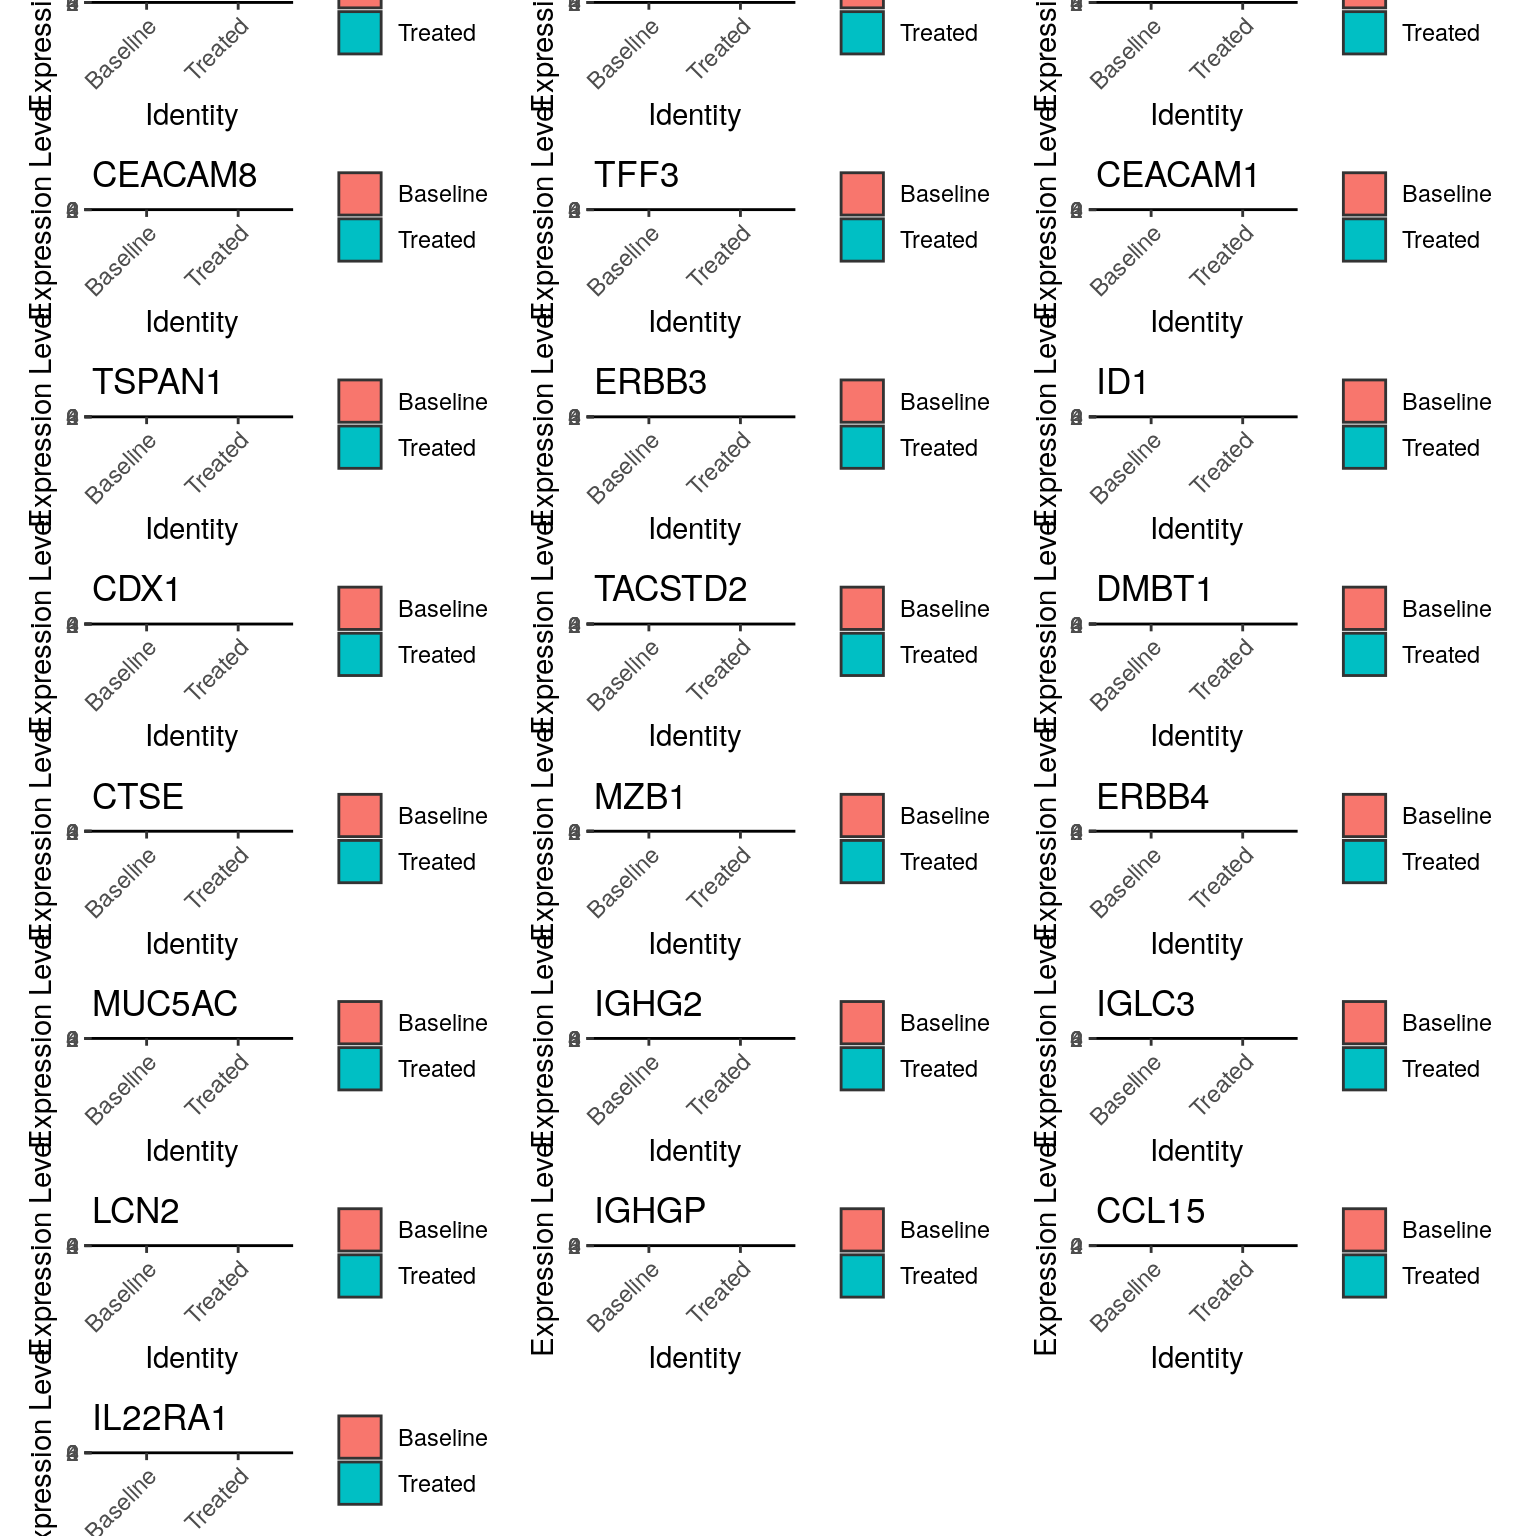 Expressi Baseline Treated Identity Treated
Expressi Baseline Treated Identity Treated
Expressi Baseline Treated Identity Treated
CEACAM8
Expression Level
Baseline Treated
Identity
Baseline
Treated
TFF3
Expression Level
Baseline Treated
Identity
Baseline
Treated
CEACAM1
Expression Level
Baseline Treated
Identity
Baseline
Treated
TSPAN1
Expression Level
Baseline Treated
Identity
Baseline
Treated
ERBB3
Expression Level
Baseline Treated
Identity
Baseline
Treated
ID1
Expression Level
Baseline Treated
Identity
Baseline
Treated
CDX1
Expression Level
Baseline Treated
Identity
Baseline
Treated
TACSTD2
Expression Level
Baseline Treated
Identity
Baseline
Treated
DMBT1
Expression Level
Baseline Treated
Identity
Baseline
Treated
CTSE
Expression Level
Baseline Treated
Identity
Baseline
Treated
MZB1
Expression Level
Baseline Treated
Identity
Baseline
Treated
ERBB4
Expression Level
Baseline Treated
Identity
Baseline
Treated
MUC5AC
Expression Level
Baseline Treated
Identity
Baseline
Treated
IGHG2
Expression Level
Baseline Treated
Identity
Baseline
Treated
IGLC3
Expression Level
Baseline Treated
Identity
Baseline
Treated
LCN2
Expression Level
Baseline Treated
Identity
Baseline
Treated
IGHGP
Expression Level
Baseline Treated
Identity
Baseline
Treated
CCL15
Expression Level
Baseline Treated
Identity
Baseline
Treated
IL22RA1
xpression Level
Baseline Treated
Baseline
Treated